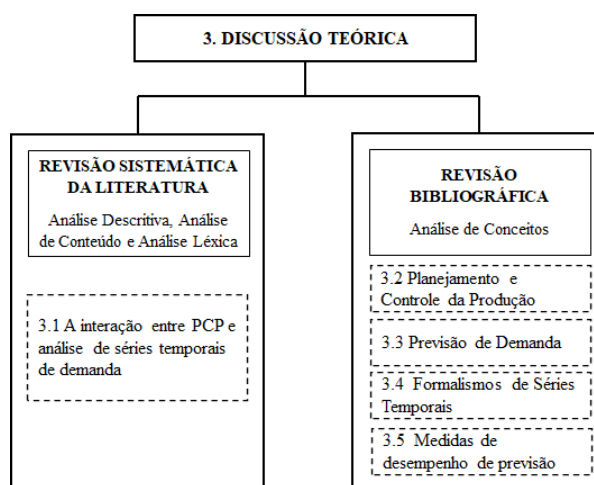 3. DISCUSSÃO TEÓRICA
REVISÃO SISTEMÁTICA
DA LITERATURA
Análise Descritiva, Análise
de Conteúdo e Análise Léxica
3.1 A interação entre PCP e
análise de séries temporais
de demanda
REVISÃO
BIBLIOGRÁFICA
Análise de Conceitos
3.2 Planejamento e
Controle da Produção
3.3 Previsão de Demanda
3.4 Formalismos de Séries
Temporais
3.5 Medidas de
desempenho de previsão